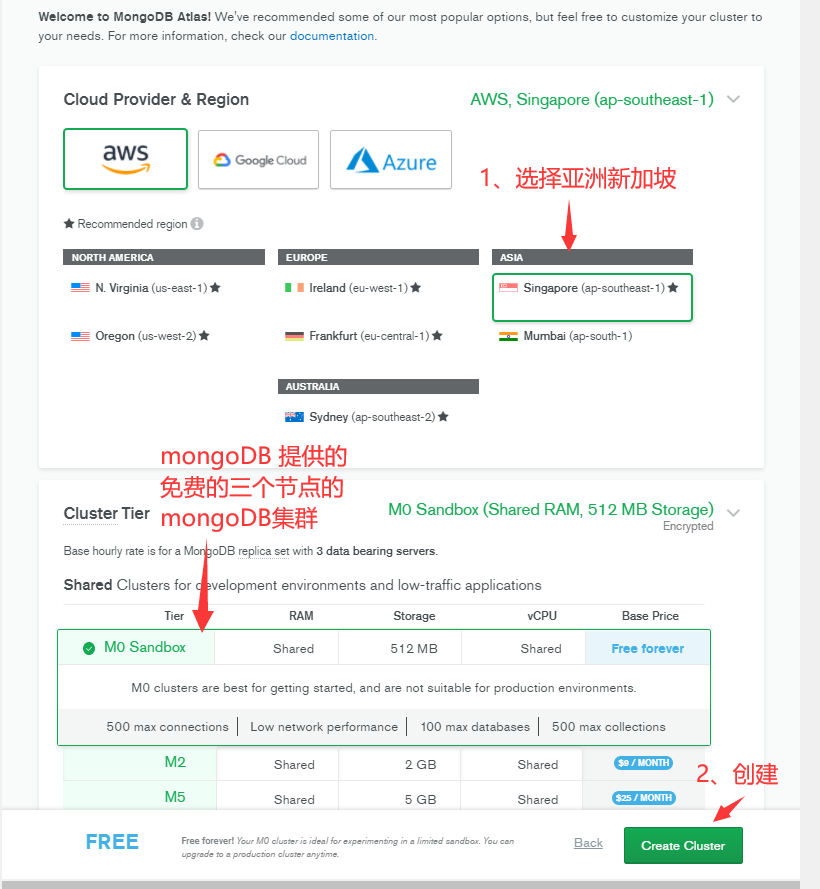 Welcome to MongoDB Atlas! We've recommended some of our most popular options, but feel free to customize your cluster to
your needs. For more information, check our documentation.
Cloud Provider & Region
AWS, Singapore (ap-southeast-1)
aws
Google Cloud
Azure
1、选择亚洲新加坡
Recommended region
NORTH AMERICA
EUROPE
ASIA
N. Virginia (us-east-1)
Ireland (eu-west-1)
Singapore (ap-southeast-1)
Oregon (us-west-2)
Frankfurt (eu-central-1)
Mumbai (ap-south-1)
AUSTRALIA
Sydney (ap-southeast-2)
mongoDB 提供的
免费的三个节点的
mongoDB集群
Cluster Tier
M0 Sandbox (Shared RAM, 512 MB Storage)
Encrypted
Base hourly rate is for a MongoDB replica set with 3 data bearing servers.
Shared Clusters for development environments and low-traffic applications
Tier RAM Storage vCPU Base Price
M0 Sandbox Shared 512 MB Shared Free forever
M0 clusters are best for getting started, and are not suitable for production environments.
500 max connections Low network performance 100 max databases 500 max collections
M2 Shared 2 GB Shared $9 / MONTH
M5 Shared 5 GB Shared $25 / MONTH
2、创建
FREE
Free forever! Your M0 cluster is ideal for experimenting in a limited sandbox. You can
upgrade to a production cluster anytime.
Back
Create Cluster